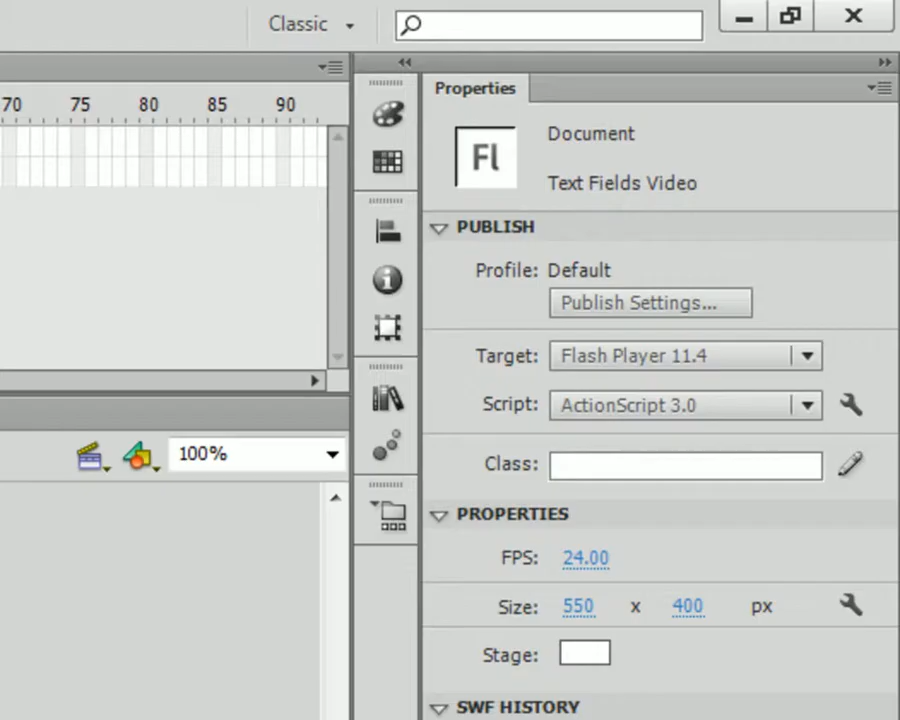 Classic
70 75 80 85 90
Properties
Fl
Document
Text Fields Video
PUBLISH
Profile: Default
Publish Settings...
Target: Flash Player 11.4
Script: ActionScript 3.0
100%
Class:
PROPERTIES
FPS: 24.00
Size: 550 x 400 px
Stage:
SWF HISTORY